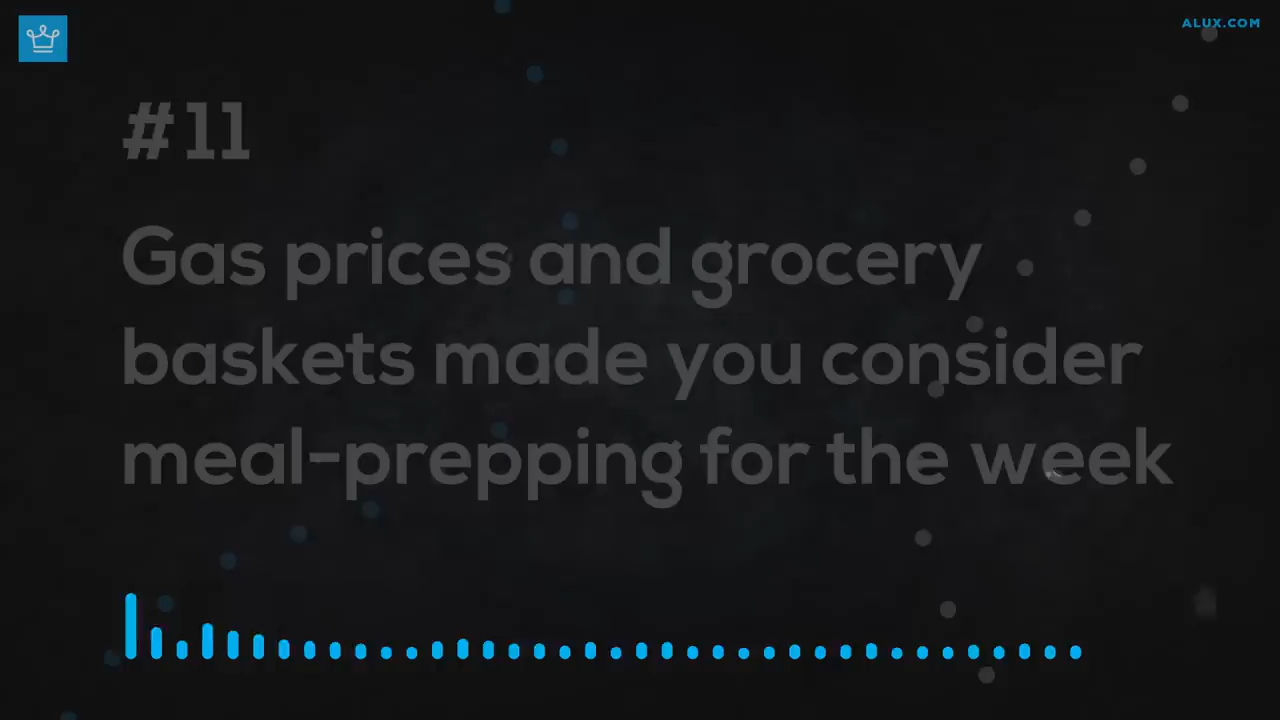 ALUX.COM
#11
Gas prices and grocery
baskets made you consider
meal-prepping for the week